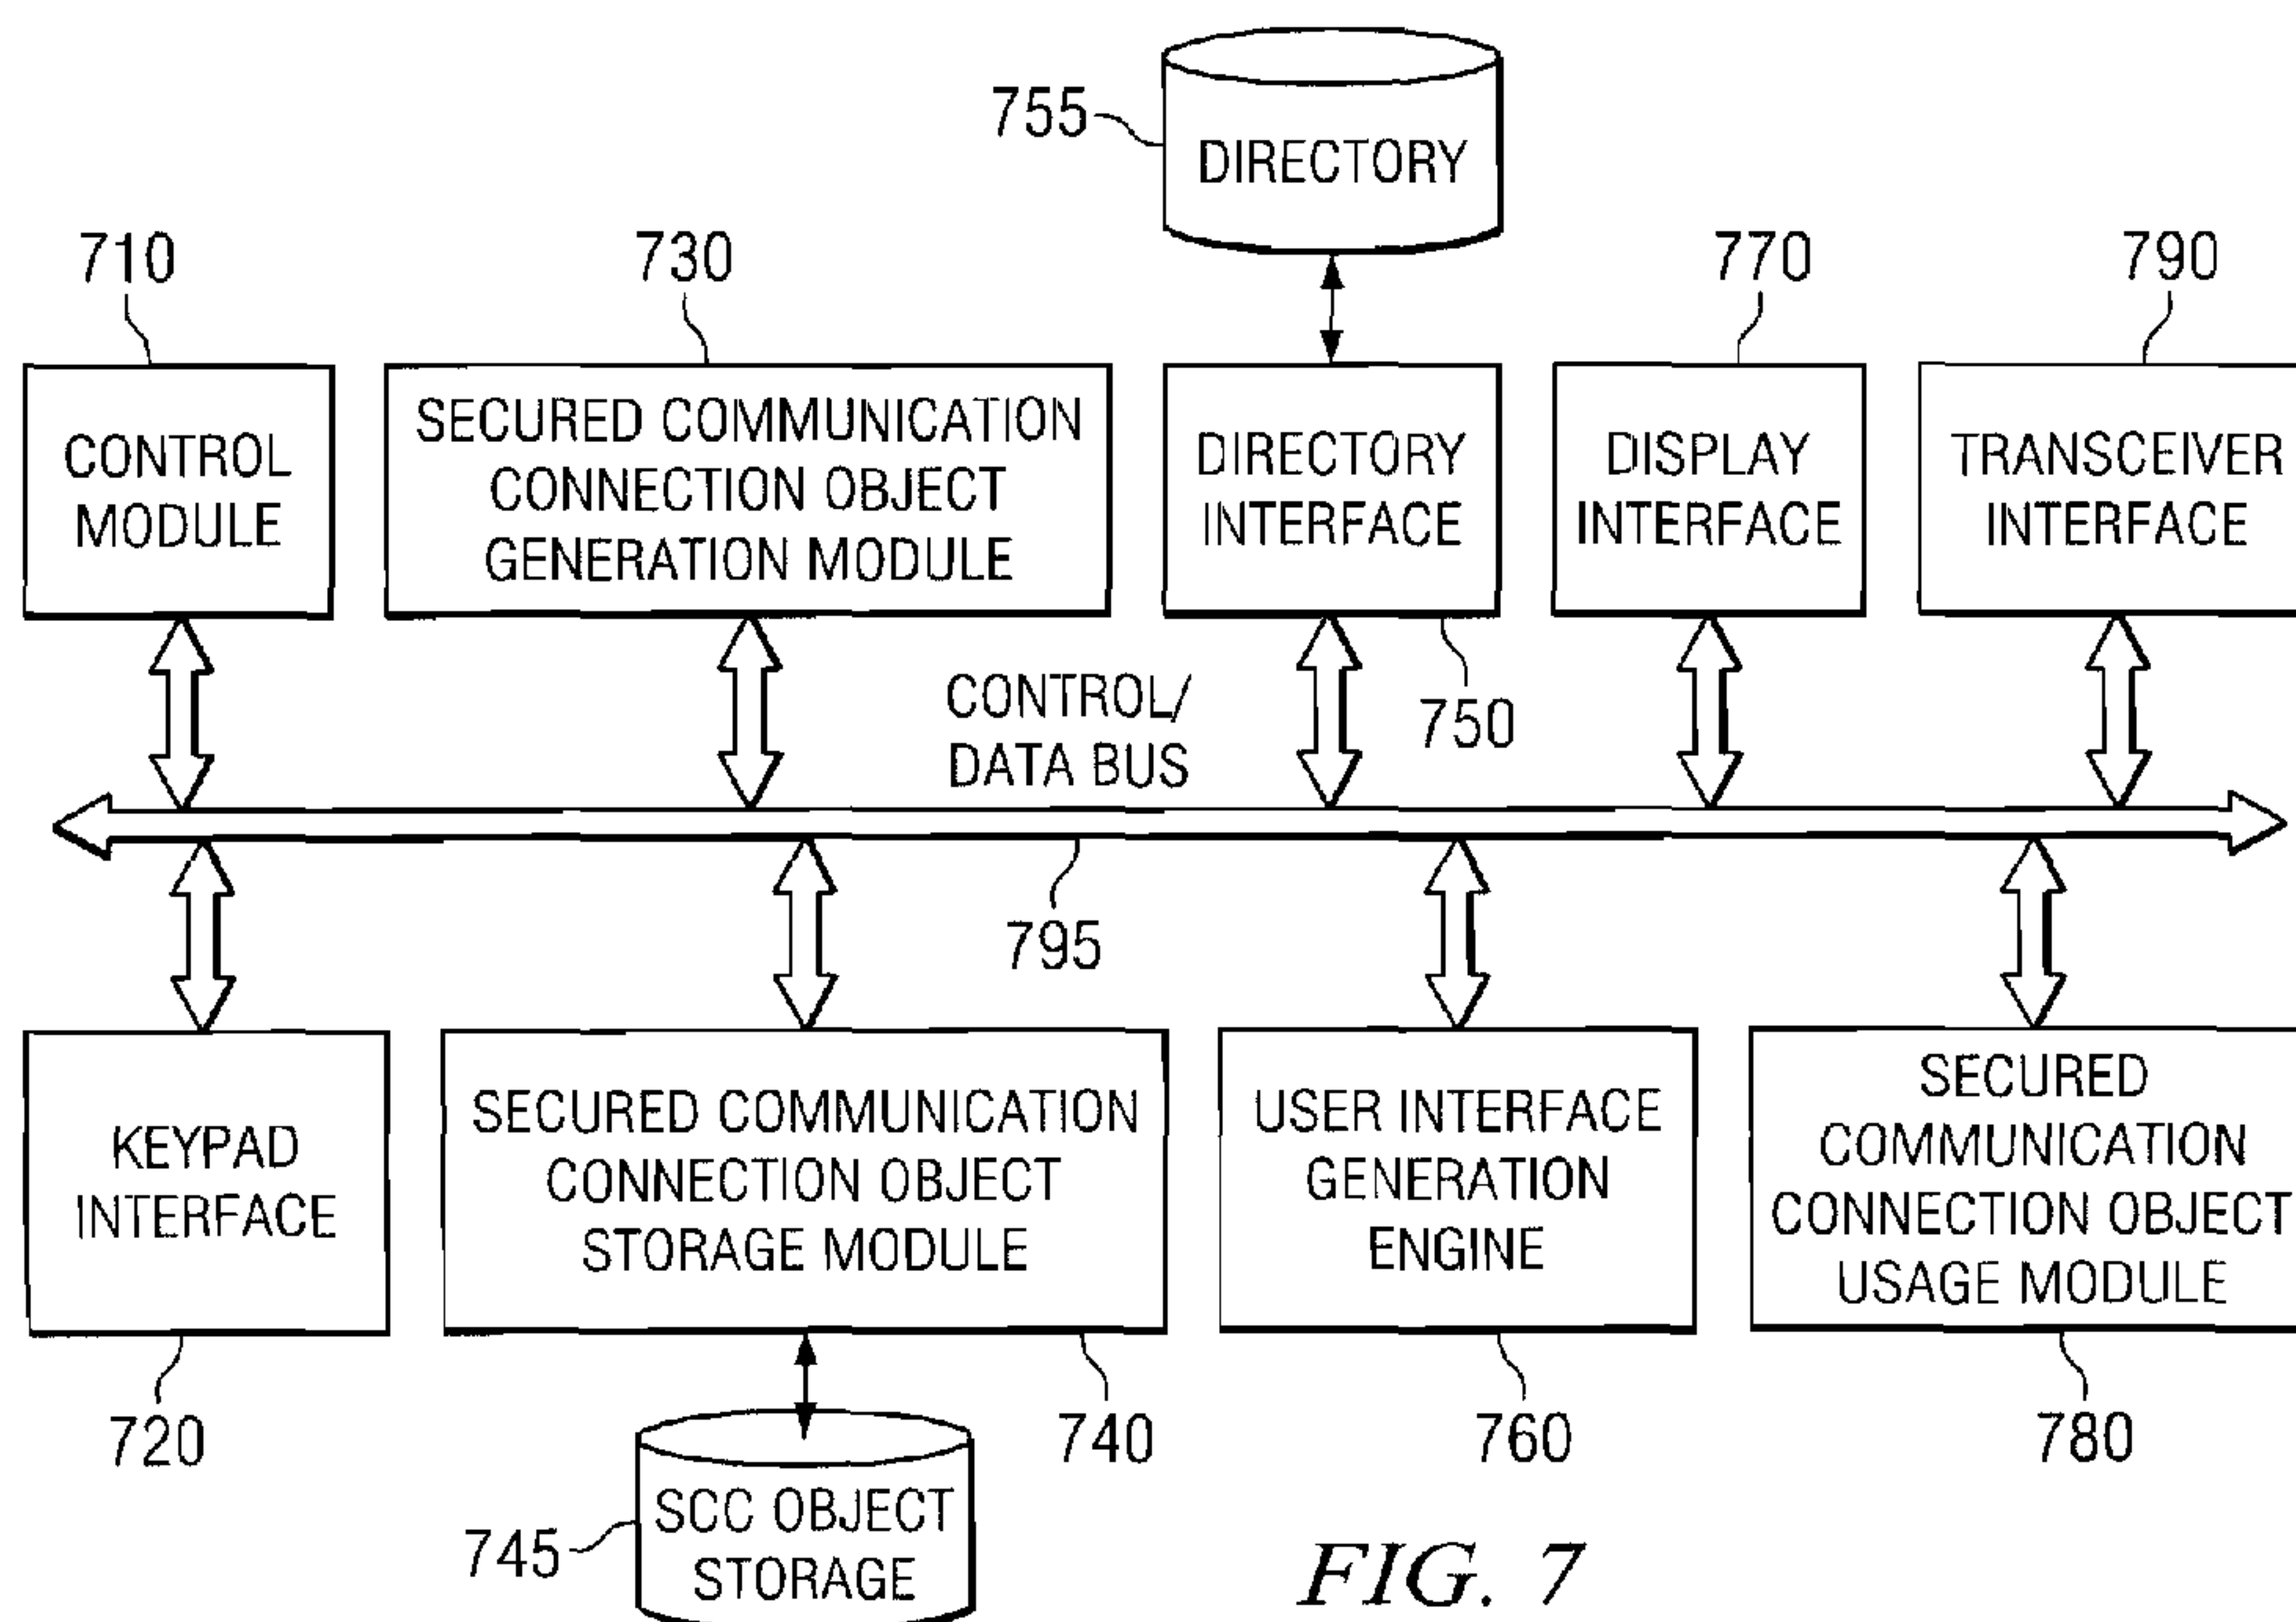 755
DIRECTORY
710
730
770
790
CONTROL
MODULE
SECURED COMMUNICATION
CONNECTION OBJECT
GENERATION MODULE
DIRECTORY
INTERFACE
DISPLAY
INTERFACE
TRANSCEIVER
INTERFACE
CONTROL/
DATA BUS
750
795
KEYPAD
INTERFACE
SECURED COMMUNICATION
CONNECTION OBJECT
STORAGE MODULE
USER INTERFACE
GENERATION
ENGINE
SECURED
COMMUNICATION
CONNECTION OBJECT
USAGE MODULE
720
740
760
780
745
SCC OBJECT
STORAGE
FIG. 7